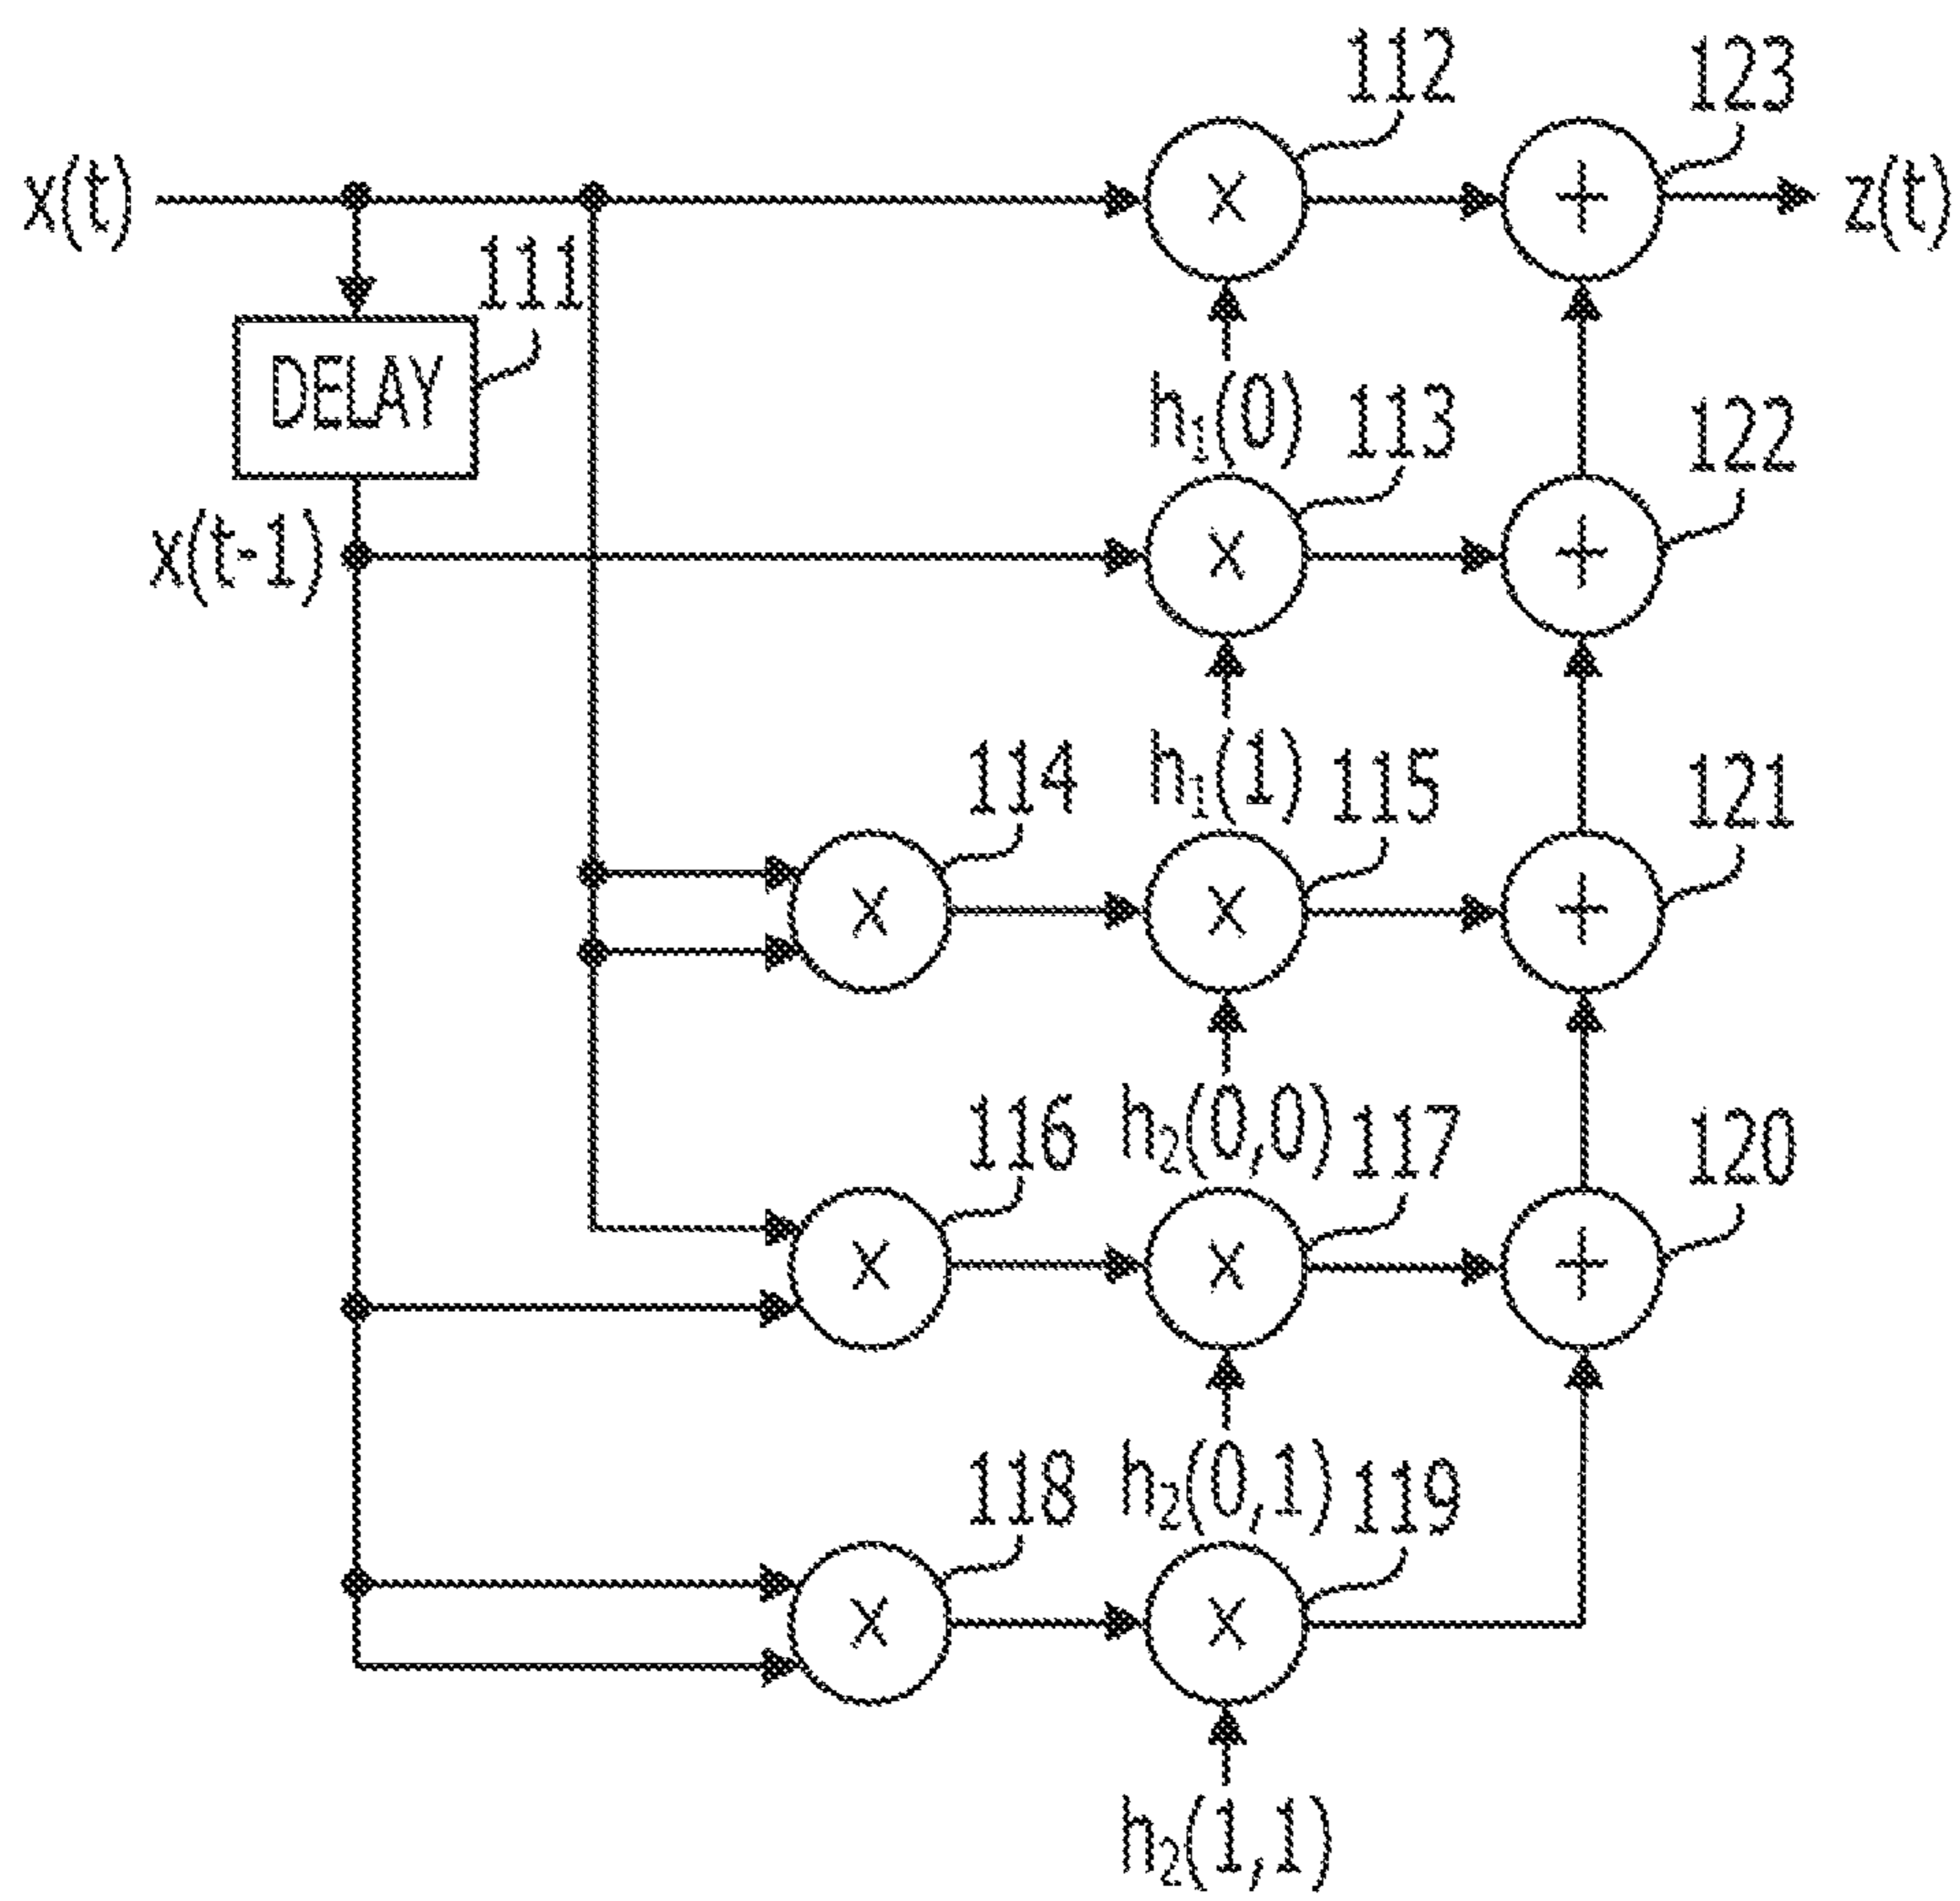 112
123
x(t)
z(t)
111
DELAY
h₁(0)
113
122
x(t-1)
114
h₁(1)
115
121
116
h₂(0,0)
117
120
118
h₂(0,1)
119
h₂(1,1)